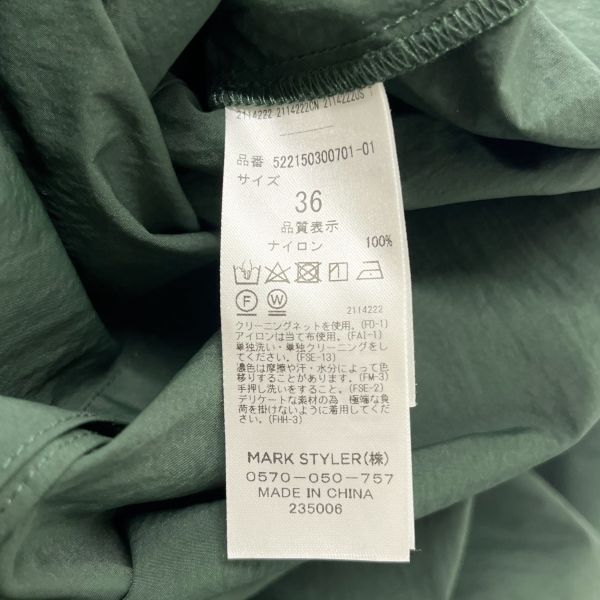 2114222 2114222CN 2114222US T
品番 522150300701-01
サイズ
36
品質表示
ナイロン 100%
F W
2114222
クリーニングネットを使用。(FD-1)
アイロンは当て布使用。(FAI-1)
単独洗い・単独クリーニングをし
てください。(FSE-13)
濃色は摩擦や汗・水分によって色
移りすることがあります。(FM-3)
手押し洗いをすること。(FSE-2)
デリケートな素材の為 極端な負
荷を掛けないように着用してくだ
さい。(FHH-3)
MARK STYLER(株)
0570-050-757
MADE IN CHINA
235006